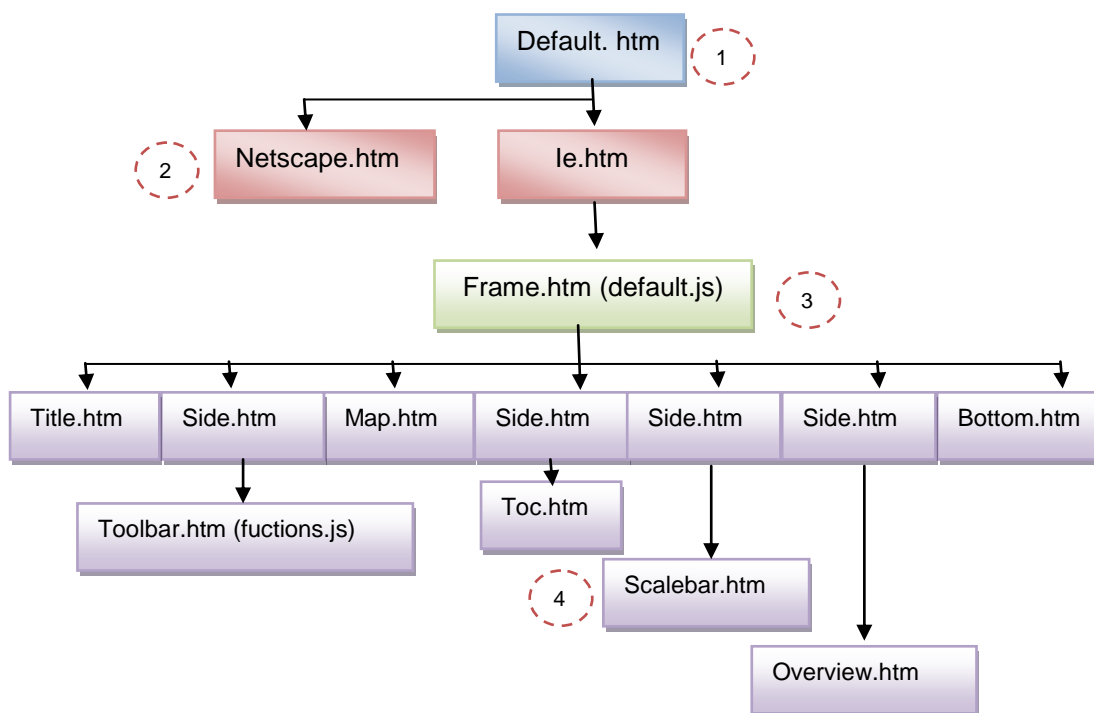 Default. htm
1
Netscape.htm
Ie.htm
2
Frame.htm (default.js)
3
Title.htm
Side.htm
Map.htm
Side.htm
Side.htm
Side.htm
Bottom.htm
Toolbar.htm (fuctions.js)
Toc.htm
4
Scalebar.htm
Overview.htm